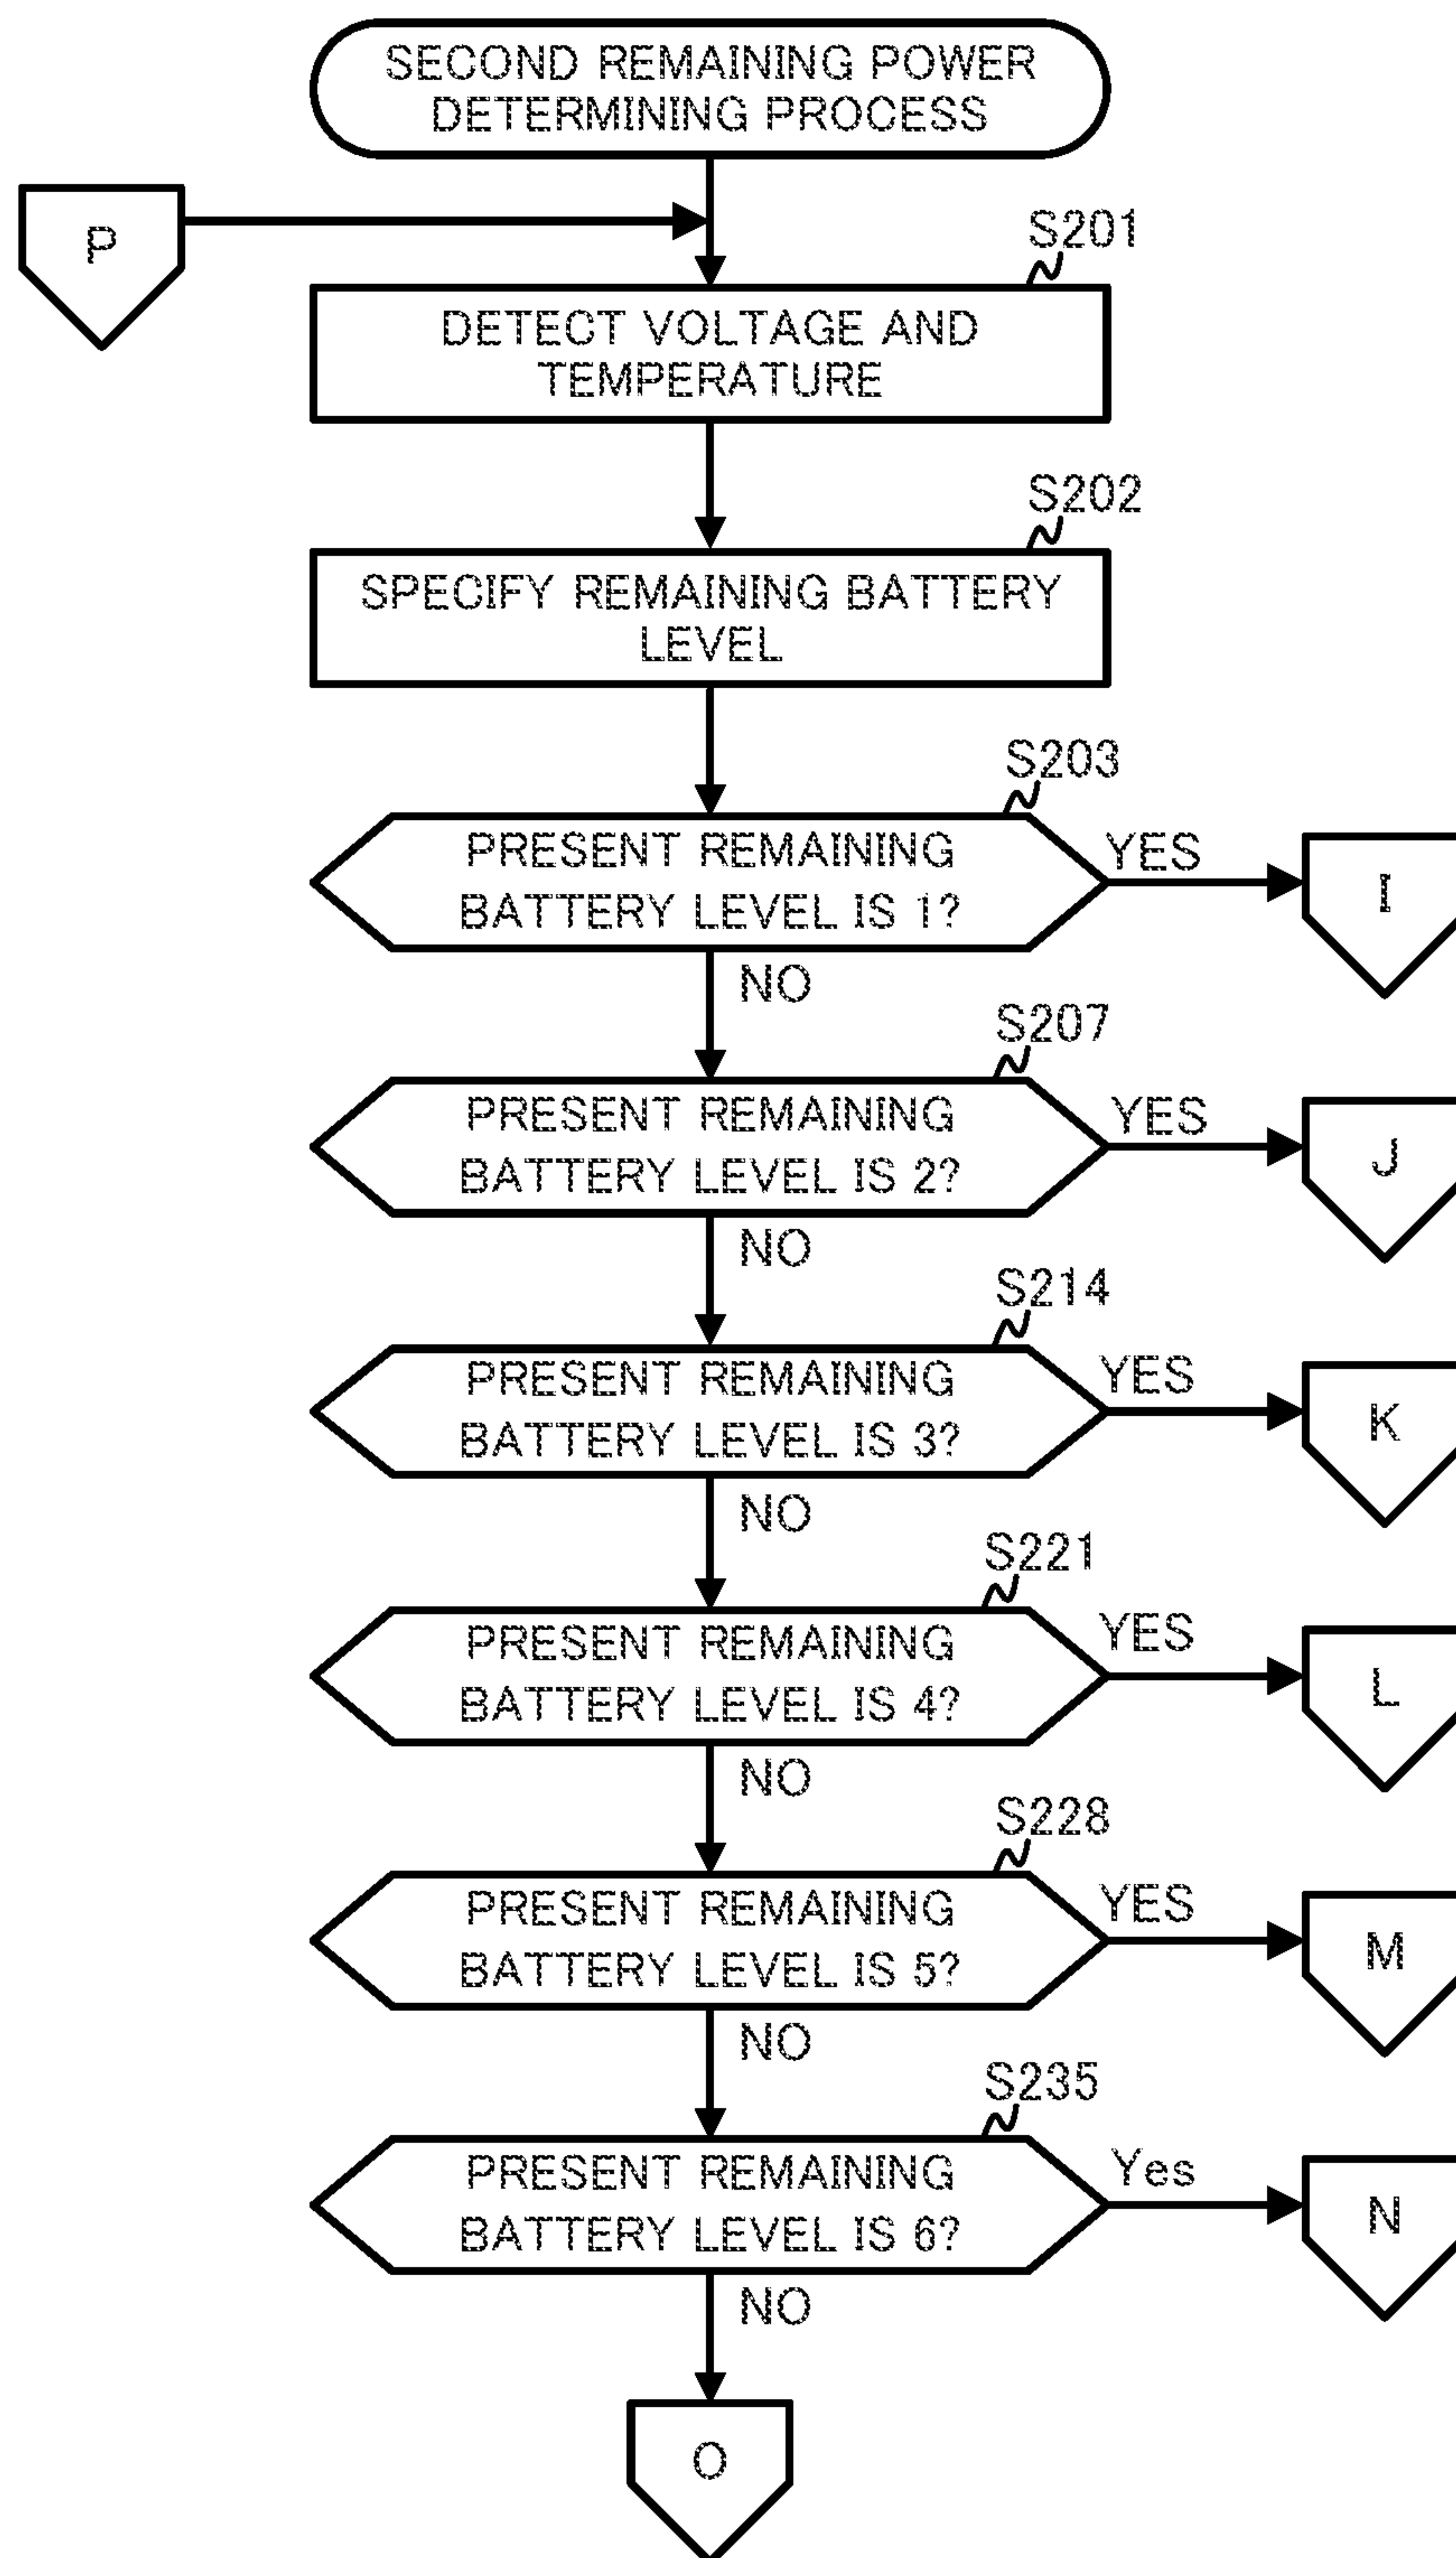 SECOND REMAINING POWER
DETERMINING PROCESS
P
S201
DETECT VOLTAGE AND
TEMPERATURE
S202
SPECIFY REMAINING BATTERY
LEVEL
S203
PRESENT REMAINING
BATTERY LEVEL IS 1?
YES
I
NO
S207
PRESENT REMAINING
BATTERY LEVEL IS 2?
YES
J
NO
S214
PRESENT REMAINING
BATTERY LEVEL IS 3?
YES
K
NO
S221
PRESENT REMAINING
BATTERY LEVEL IS 4?
YES
L
NO
S228
PRESENT REMAINING
BATTERY LEVEL IS 5?
YES
M
NO
S235
PRESENT REMAINING
BATTERY LEVEL IS 6?
Yes
N
NO
O